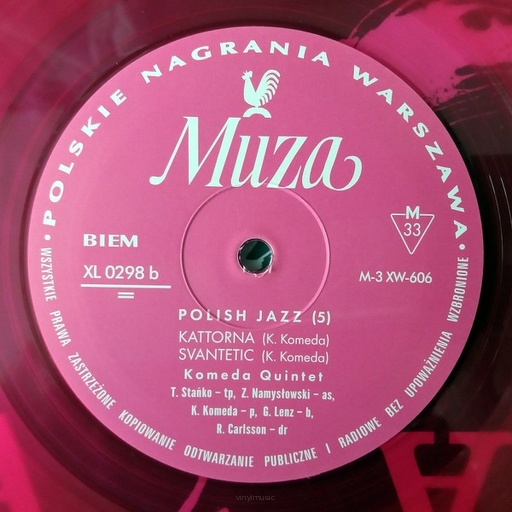 • POLSKIE NAGRANIA WARSZAWA •
Muza
BIEM
XL 0298 b
M
33
M-3 XW-606
POLISH JAZZ (5)
KATTORNA (K. Komeda)
SVANTETIC (K. Komeda)
Komeda Quintet
T. Stańko – tp, Z. Namysłowski – as,
K. Komeda – p, G. Lenz – b,
R. Carlsson – dr
WSZYSTKIE PRAWA ZASTRZEŻONE KOPIOWANIE ODTWARZANIE PUBLICZNE I RADIOWE BEZ UPOWAŻNIENIA WZBRONIONE
vinylmusic